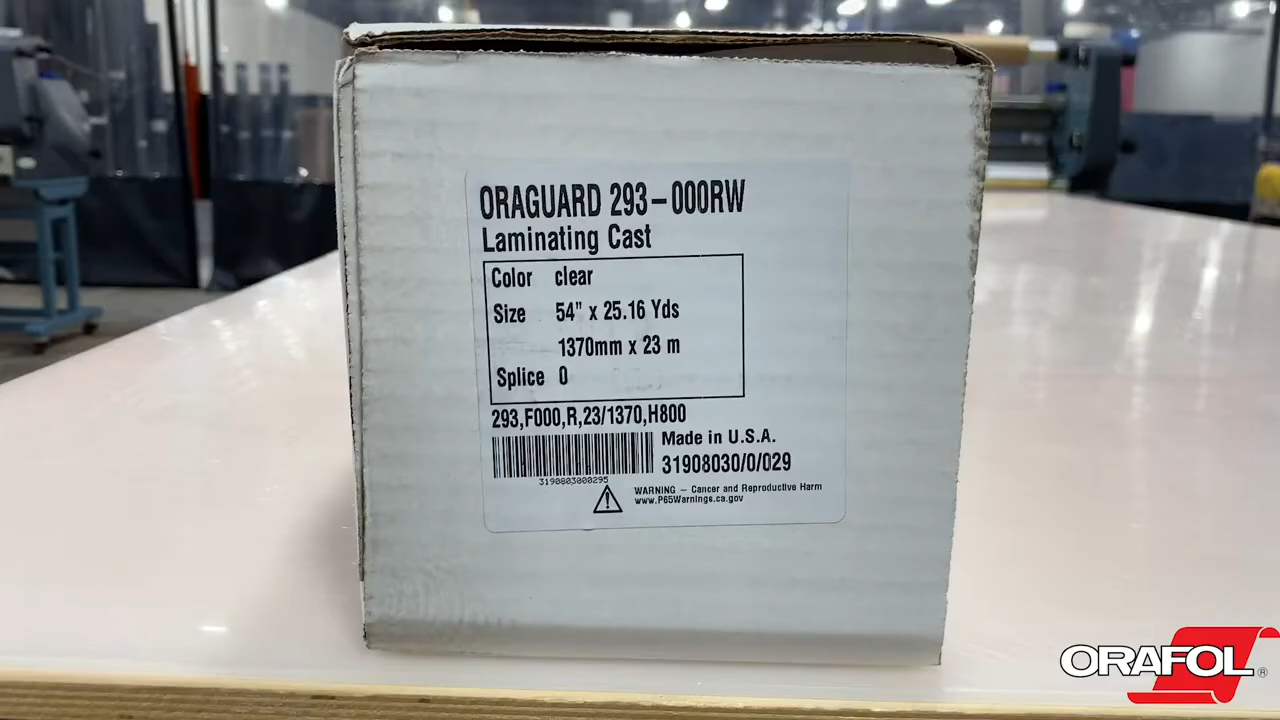 ORAGUARD 293-000RW
Laminating Cast
Color clear
Size 54" x 25.16 Yds
1370mm x 23 m
Splice 0
293,F000,R,23/1370,H800
Made in U.S.A.
31908030/0/029
3190803000295
WARNING - Cancer and Reproductive Harm
www.P65Warnings.ca.gov
ORAFOL®